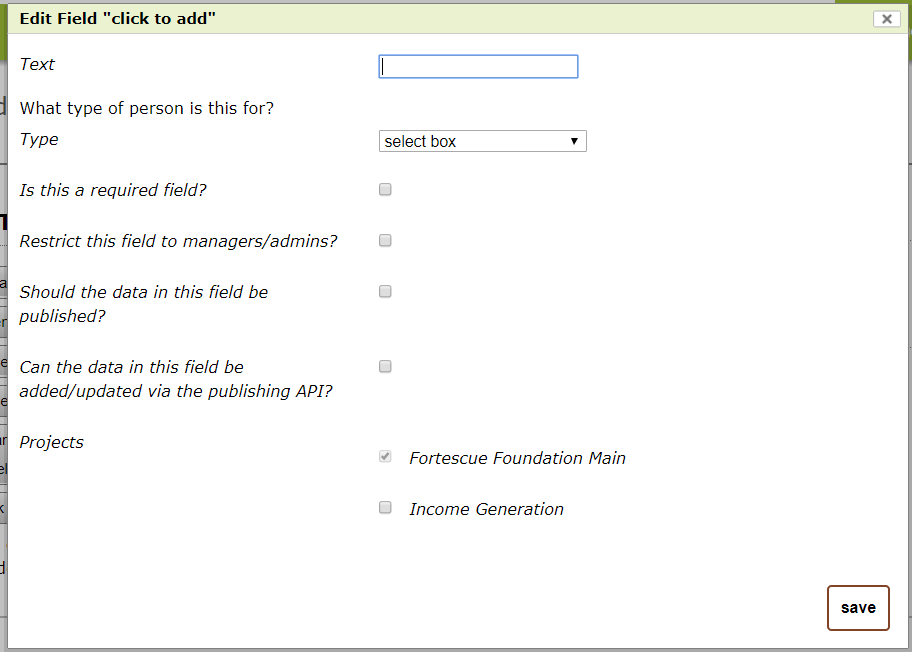 Edit Field "click to add"
Text
What type of person is this for?
Type
select box
Is this a required field?
Restrict this field to managers/admins?
Should the data in this field be
published?
Can the data in this field be
added/updated via the publishing API?
Projects
Fortescue Foundation Main
Income Generation
save